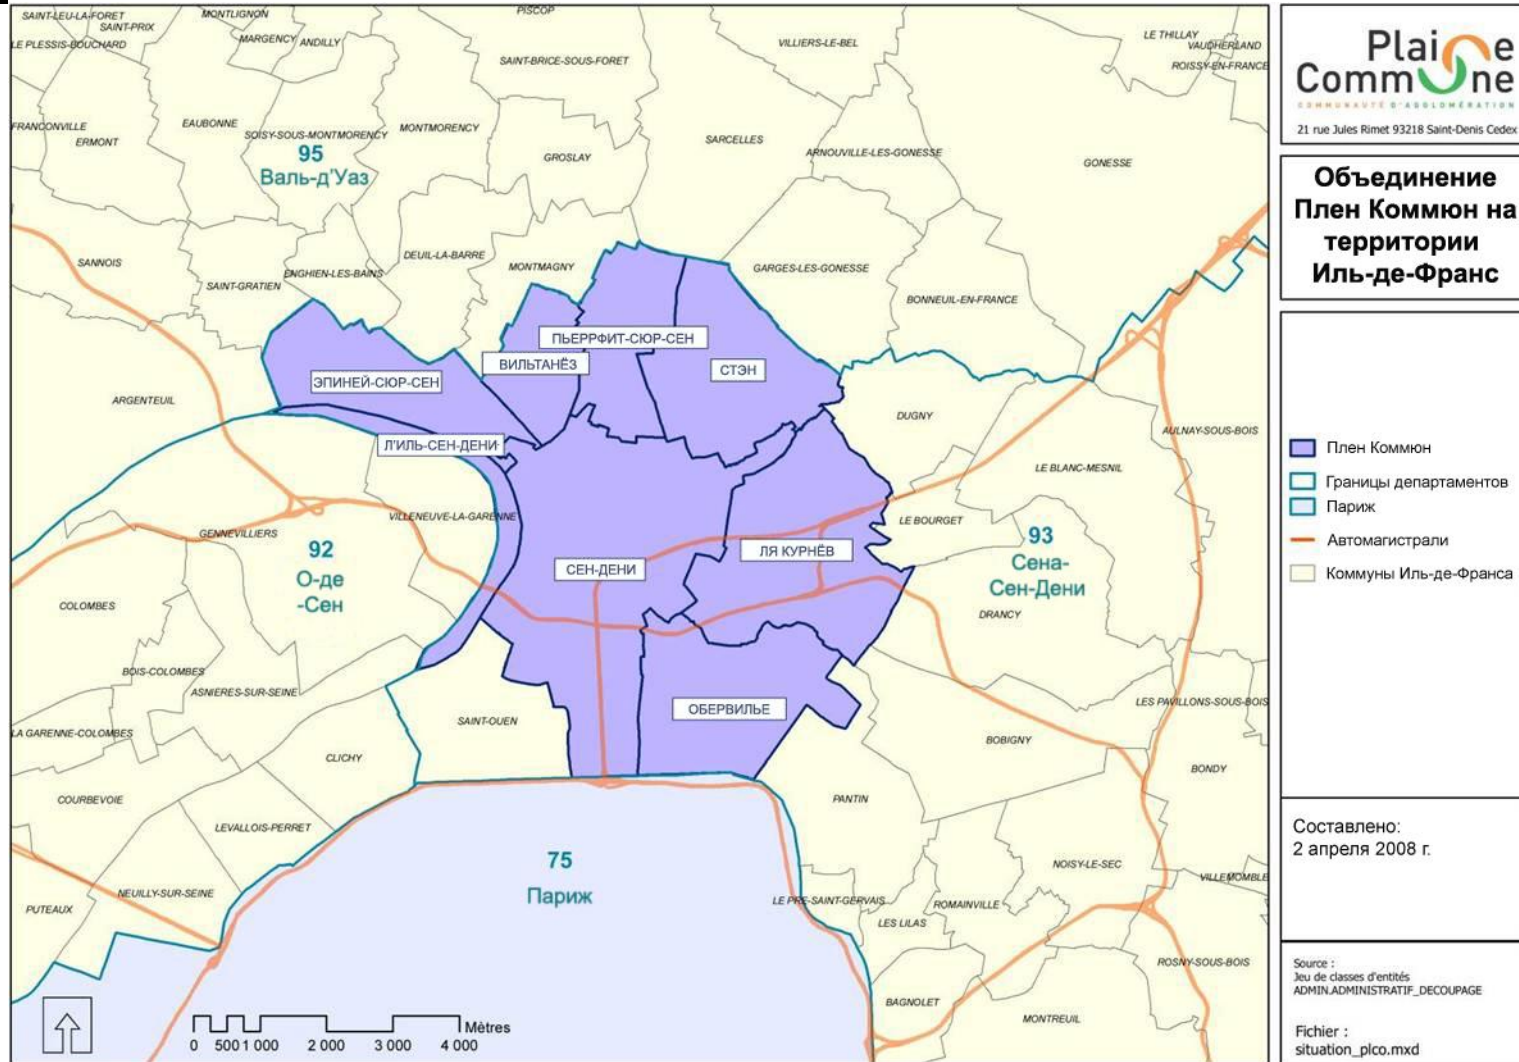 SAINT-LEU-LA-FORET
SAINT-PRIX
MONTLIGNON
PISCOP
LE PLESSIS-BOUCHARD
MARGENCY
ANDILLY
VILLIERS-LE-BEL
LE THILLAY
VAUDHERLAND
ROISSY-EN-FRANCE
SAINT-BRICE-SOUS-FORET
FRANCONVILLE
ERMONT
EAUBONNE
SOISY-SOUS-MONTMORENCY
MONTMORENCY
GROSLAY
SARCELLES
ARNOUVILLE-LES-GONESSE
GONESSE
95
Валь-д'Уаз
SANNOIS
SAINT-GRATIEN
ENGHIEN-LES-BAINS
DEUIL-LA-BARRE
MONTMAGNY
GARGES-LES-GONESSE
BONNEUIL-EN-FRANCE
ПЬЕРРФИТ-СЮР-СЕН
ВИЛЬТАНЁЗ
СТЭН
ЭПИНЕЙ-СЮР-СЕН
ARGENTEUIL
Л'ИЛЬ-СЕН-ДЕНИ
DUGNY
AULNAY-SOUS-BOIS
LE BLANC-MESNIL
VILLENEUVE-LA-GARENNE
GENNEVILLIERS
LE BOURGET
92
О-де
-Сен
СЕН-ДЕНИ
ЛЯ КУРНЁВ
93
Сена-
Сен-Дени
COLOMBES
DRANCY
BOIS-COLOMBES
ASNIERES-SUR-SEINE
LA GARENNE-COLOMBES
SAINT-OUEN
ОБЕРВИЛЬЕ
LES PAVILLONS-SOUS-BOIS
BOBIGNY
BONDY
CLICHY
COURBEVOIE
LEVALLOIS-PERRET
PANTIN
75
Париж
NOISY-LE-SEC
VILLEMOMBLE
NEUILLY-SUR-SEINE
PUTEAUX
LE PRE-SAINT-GERVAIS
LES LILAS
ROMAINVILLE
ROSNY-SOUS-BOIS
BAGNOLET
MONTREUIL
0 500 1 000 2 000 3 000 4 000 Mètres
Plaine
Commune
COMMUNAUTÉ D'AGGLOMÉRATION
21 rue Jules Rimet 93218 Saint-Denis Cedex
Объединение
Плен Коммюн на
территории
Иль-де-Франс
Плен Коммюн
Границы департаментов
Париж
Автомагистрали
Коммуны Иль-де-Франса
Составлено:
2 апреля 2008 г.
Source :
Jeu de classes d'entités
ADMIN.ADMINISTRATIF_DECOUPAGE
Fichier :
situation_plco.mxd